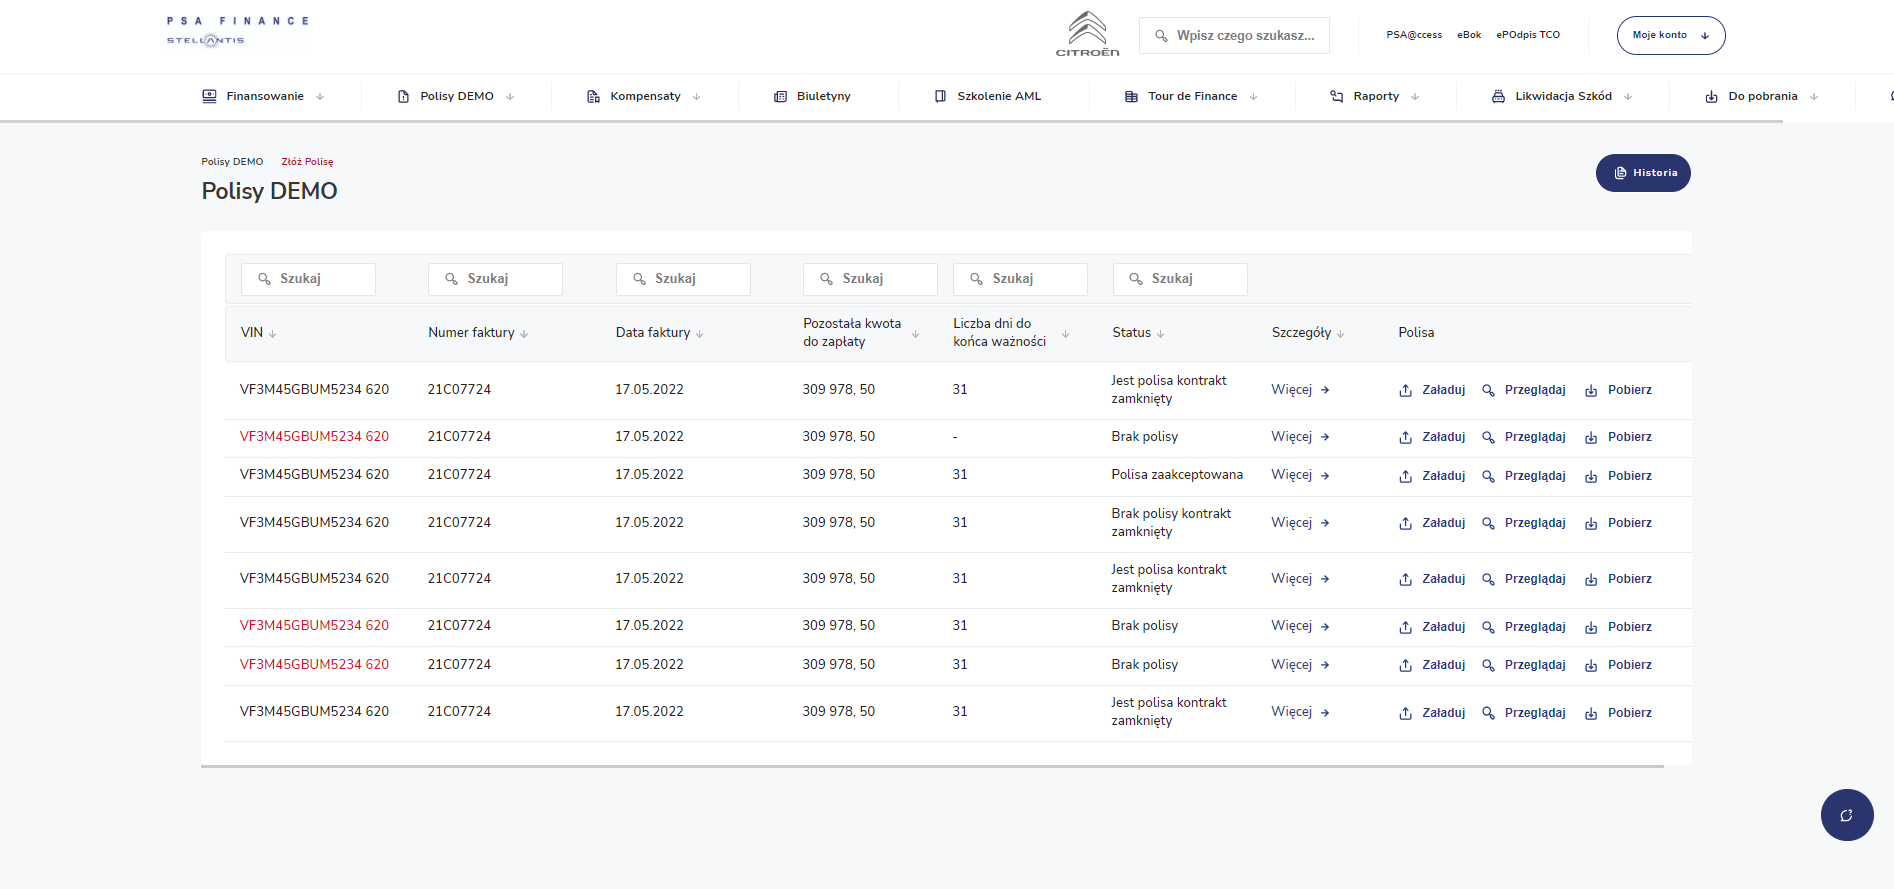 PSA FINANCE
STELLANTIS
CITROËN
Wpisz czego szukasz...
PSA@ccess eBok ePOdpis TCO
Moje konto
Finansowanie Polisy DEMO Kompensaty Biuletyny Szkolenie AML Tour de Finance Raporty Likwidacja Szkód Do pobrania
Polisy DEMO Złóż Polisę
Polisy DEMO
Historia
Szukaj Szukaj Szukaj Szukaj Szukaj Szukaj
VIN Numer faktury Data faktury Pozostała kwota do zapłaty Liczba dni do końca ważności Status Szczegóły Polisa
VF3M45GBUM5234 620 21C07724 17.05.2022 309 978, 50 31 Jest polisa kontrakt zamknięty Więcej Załaduj Przeglądaj Pobierz
VF3M45GBUM5234 620 21C07724 17.05.2022 309 978, 50 - Brak polisy Więcej Załaduj Przeglądaj Pobierz
VF3M45GBUM5234 620 21C07724 17.05.2022 309 978, 50 31 Polisa zaakceptowana Więcej Załaduj Przeglądaj Pobierz
VF3M45GBUM5234 620 21C07724 17.05.2022 309 978, 50 31 Brak polisy kontrakt zamknięty Więcej Załaduj Przeglądaj Pobierz
VF3M45GBUM5234 620 21C07724 17.05.2022 309 978, 50 31 Jest polisa kontrakt zamknięty Więcej Załaduj Przeglądaj Pobierz
VF3M45GBUM5234 620 21C07724 17.05.2022 309 978, 50 31 Brak polisy Więcej Załaduj Przeglądaj Pobierz
VF3M45GBUM5234 620 21C07724 17.05.2022 309 978, 50 31 Brak polisy Więcej Załaduj Przeglądaj Pobierz
VF3M45GBUM5234 620 21C07724 17.05.2022 309 978, 50 31 Jest polisa kontrakt zamknięty Więcej Załaduj Przeglądaj Pobierz